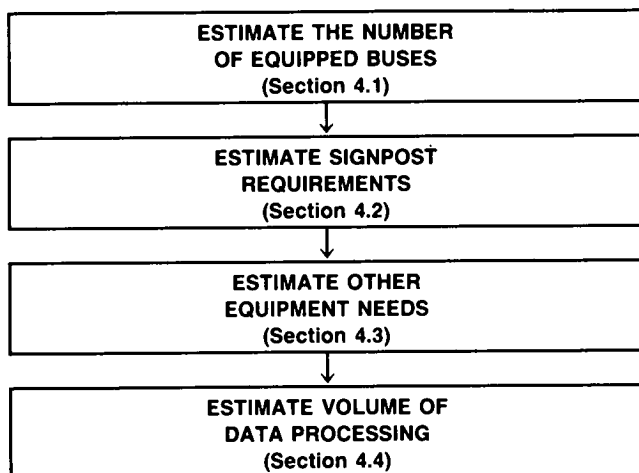 ESTIMATE THE NUMBER
OF EQUIPPED BUSES
(Section 4.1)
ESTIMATE SIGNPOST
REQUIREMENTS
(Section 4.2)
ESTIMATE OTHER
EQUIPMENT NEEDS
(Section 4.3)
ESTIMATE VOLUME OF
DATA PROCESSING
(Section 4.4)